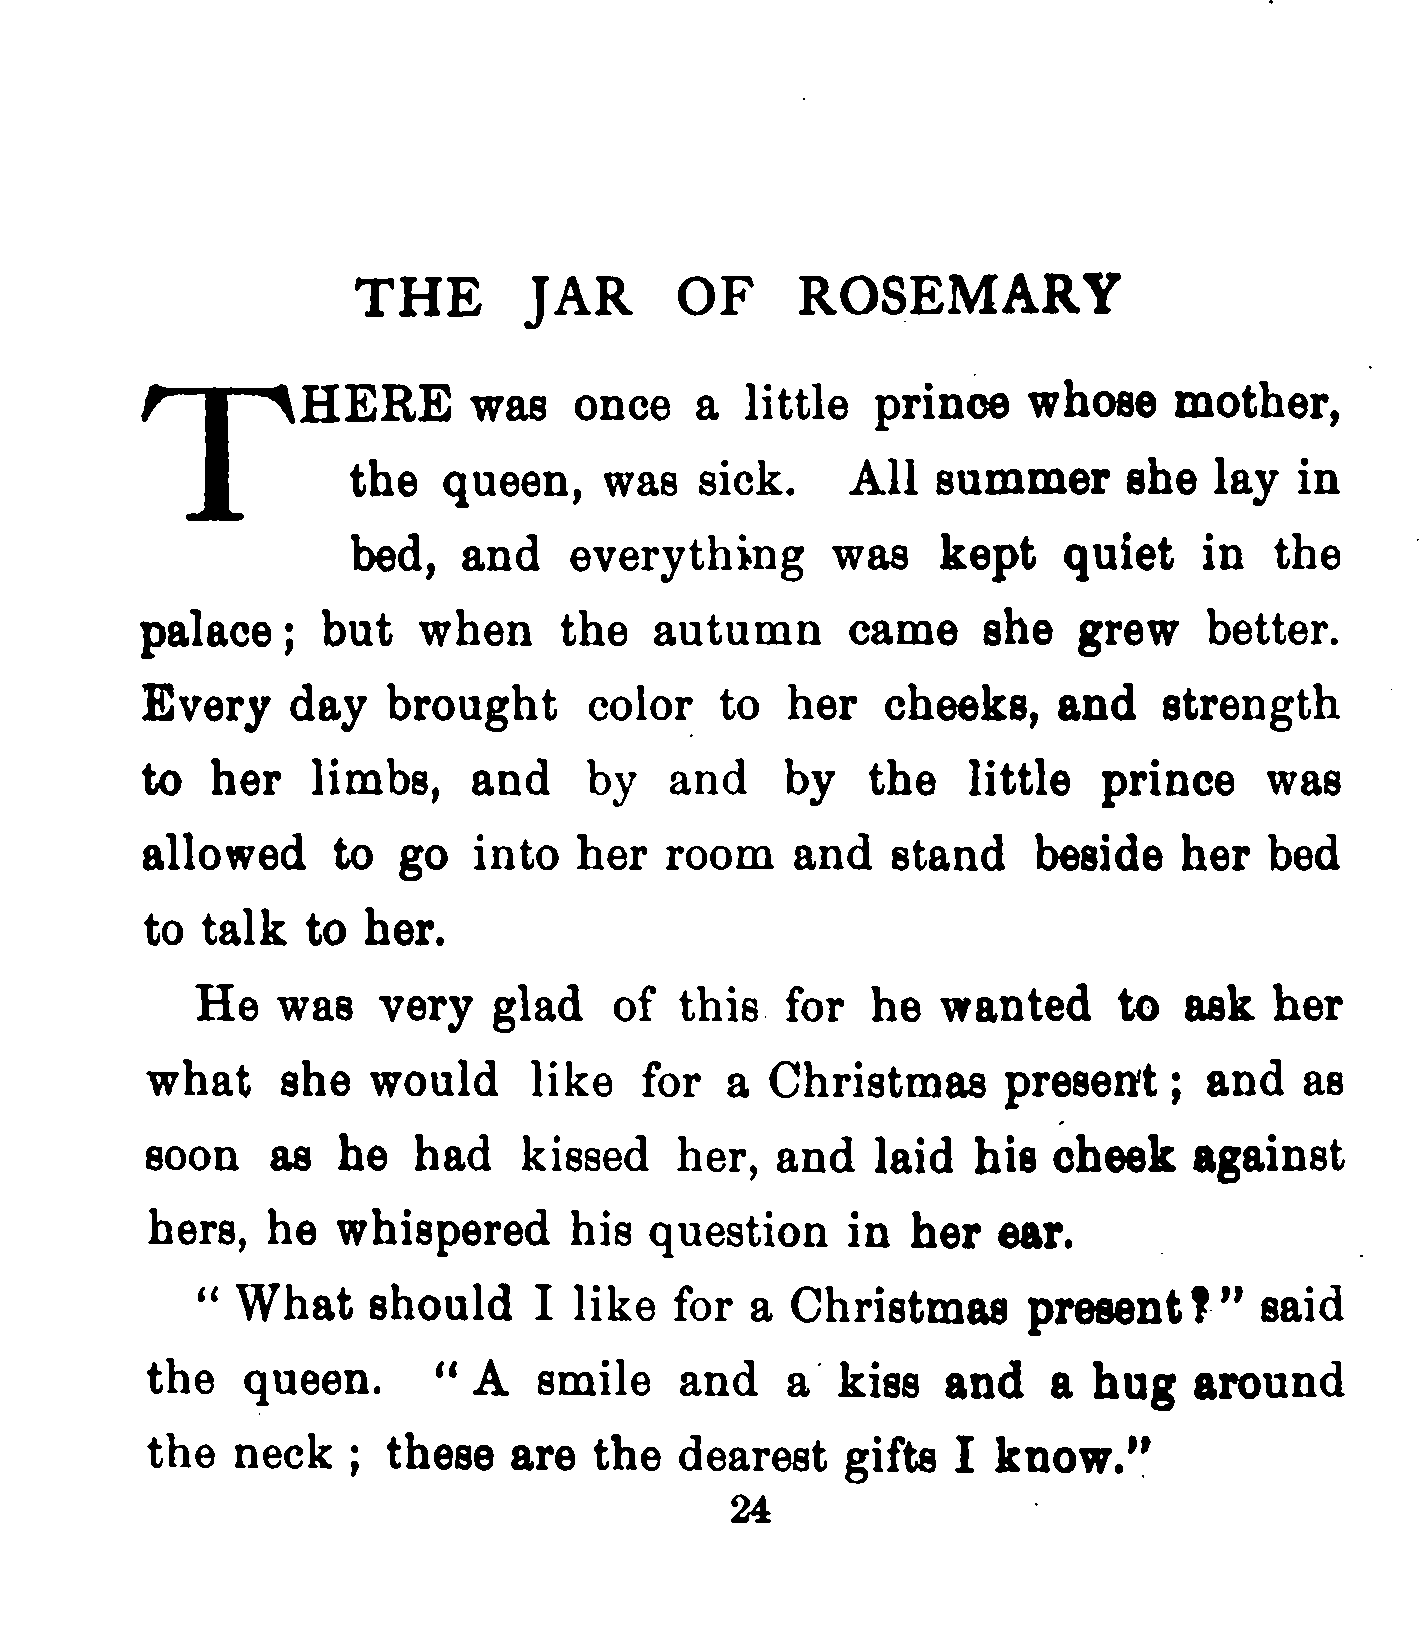 THE JAR OF ROSEMARY
THERE was once a little prince whose mother,
the queen, was sick. All summer she lay in
bed, and everything was kept quiet in the
palace; but when the autumn came she grew better.
Every day brought color to her cheeks, and strength
to her limbs, and by and by the little prince was
allowed to go into her room and stand beside her bed
to talk to her.
He was very glad of this for he wanted to ask her
what she would like for a Christmas present; and as
soon as he had kissed her, and laid his cheek against
hers, he whispered his question in her ear.
" What should I like for a Christmas present?" said
the queen. " A smile and a kiss and a hug around
the neck ; these are the dearest gifts I know."
24